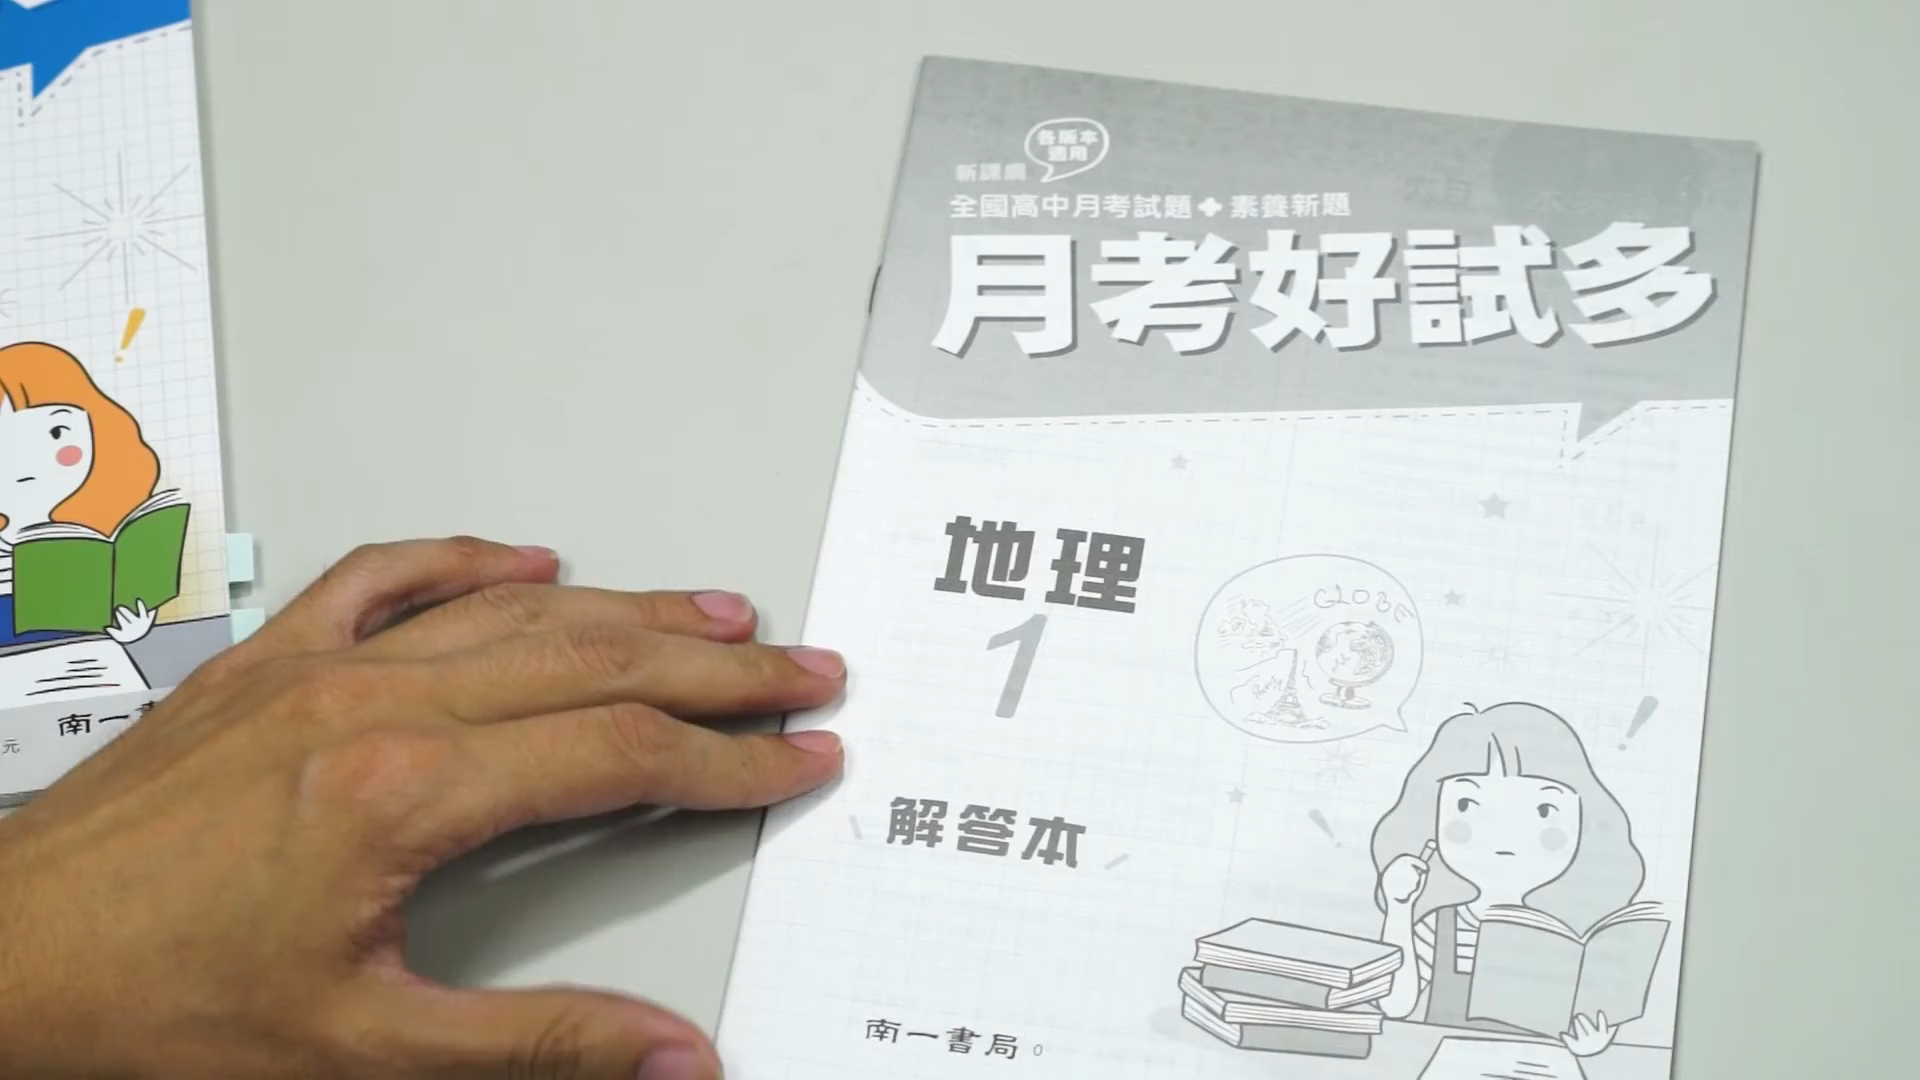 各版本
適用
新課綱
全國高中月考試題+素養新題
月考好試多
地理
1
GLOBE
Paris
解答本
南一書局
南一書
元